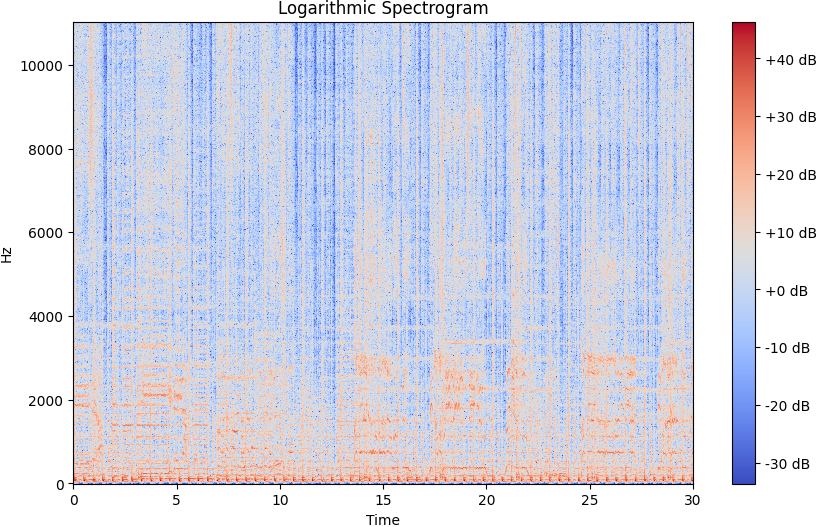 Logarithmic Spectrogram
Hz
10000
8000
6000
4000
2000
0
0 5 10 15 20 25 30
Time
+40 dB
+30 dB
+20 dB
+10 dB
+0 dB
-10 dB
-20 dB
-30 dB